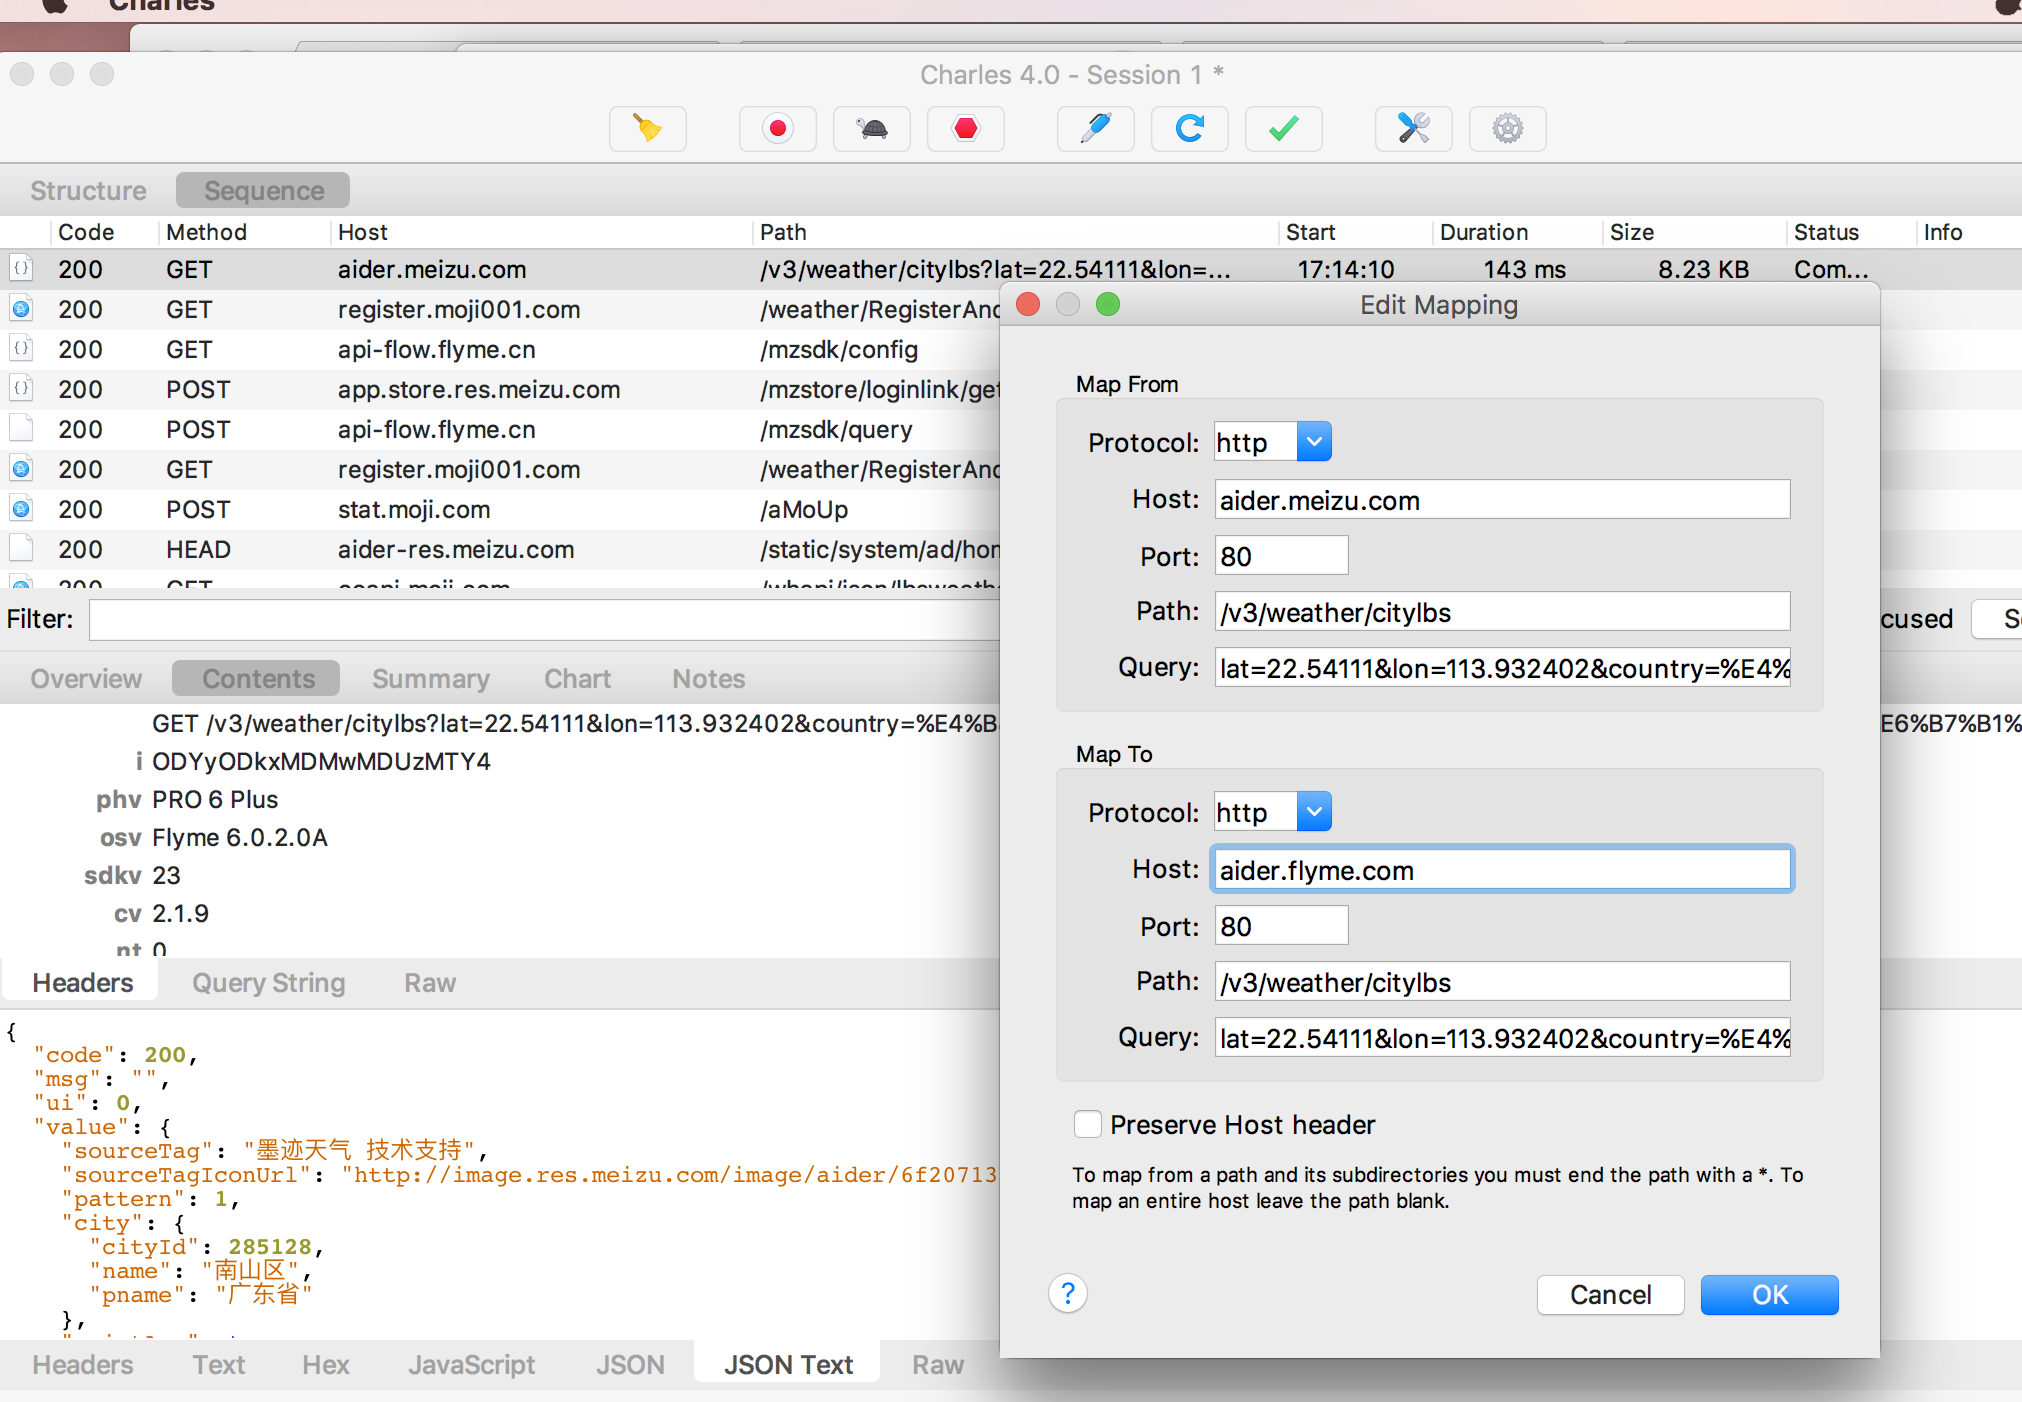 Charles
Charles 4.0 - Session 1 *
Structure Sequence
Code Method Host Path Start Duration Size Status Info
200 GET aider.meizu.com /v3/weather/citylbs?lat=22.54111&lon=... 17:14:10 143 ms 8.23 KB Com...
200 GET register.moji001.com /weather/RegisterAnd
200 GET api-flow.flyme.cn /mzsdk/config
200 POST app.store.res.meizu.com /mzstore/loginlink/get
200 POST api-flow.flyme.cn /mzsdk/query
200 GET register.moji001.com /weather/RegisterAnd
200 POST stat.moji.com /aMoUp
200 HEAD aider-res.meizu.com /static/system/ad/hor
200 GET
Filter: cused
Overview Contents Summary Chart Notes
GET /v3/weather/citylbs?lat=22.54111&lon=113.932402&country=%E4%B E6%B7%B1%
i ODYyODkxMDMwMDUzMTY4
phv PRO 6 Plus
osv Flyme 6.0.2.0A
sdkv 23
cv 2.1.9
nt 0
Headers Query String Raw
{
"code": 200,
"msg": "",
"ui": 0,
"value": {
"sourceTag": "墨迹天气 技术支持",
"sourceTagIconUrl": "http://image.res.meizu.com/image/aider/6f20713
"pattern": 1,
"city": {
"cityId": 285128,
"name": "南山区",
"pname": "广东省"
},
Headers Text Hex JavaScript JSON JSON Text Raw
Edit Mapping
Map From
Protocol: http
Host: aider.meizu.com
Port: 80
Path: /v3/weather/citylbs
Query: lat=22.54111&lon=113.932402&country=%E4%
Map To
Protocol: http
Host: aider.flyme.com
Port: 80
Path: /v3/weather/citylbs
Query: lat=22.54111&lon=113.932402&country=%E4%
Preserve Host header
To map from a path and its subdirectories you must end the path with a *. To
map an entire host leave the path blank.
? Cancel OK